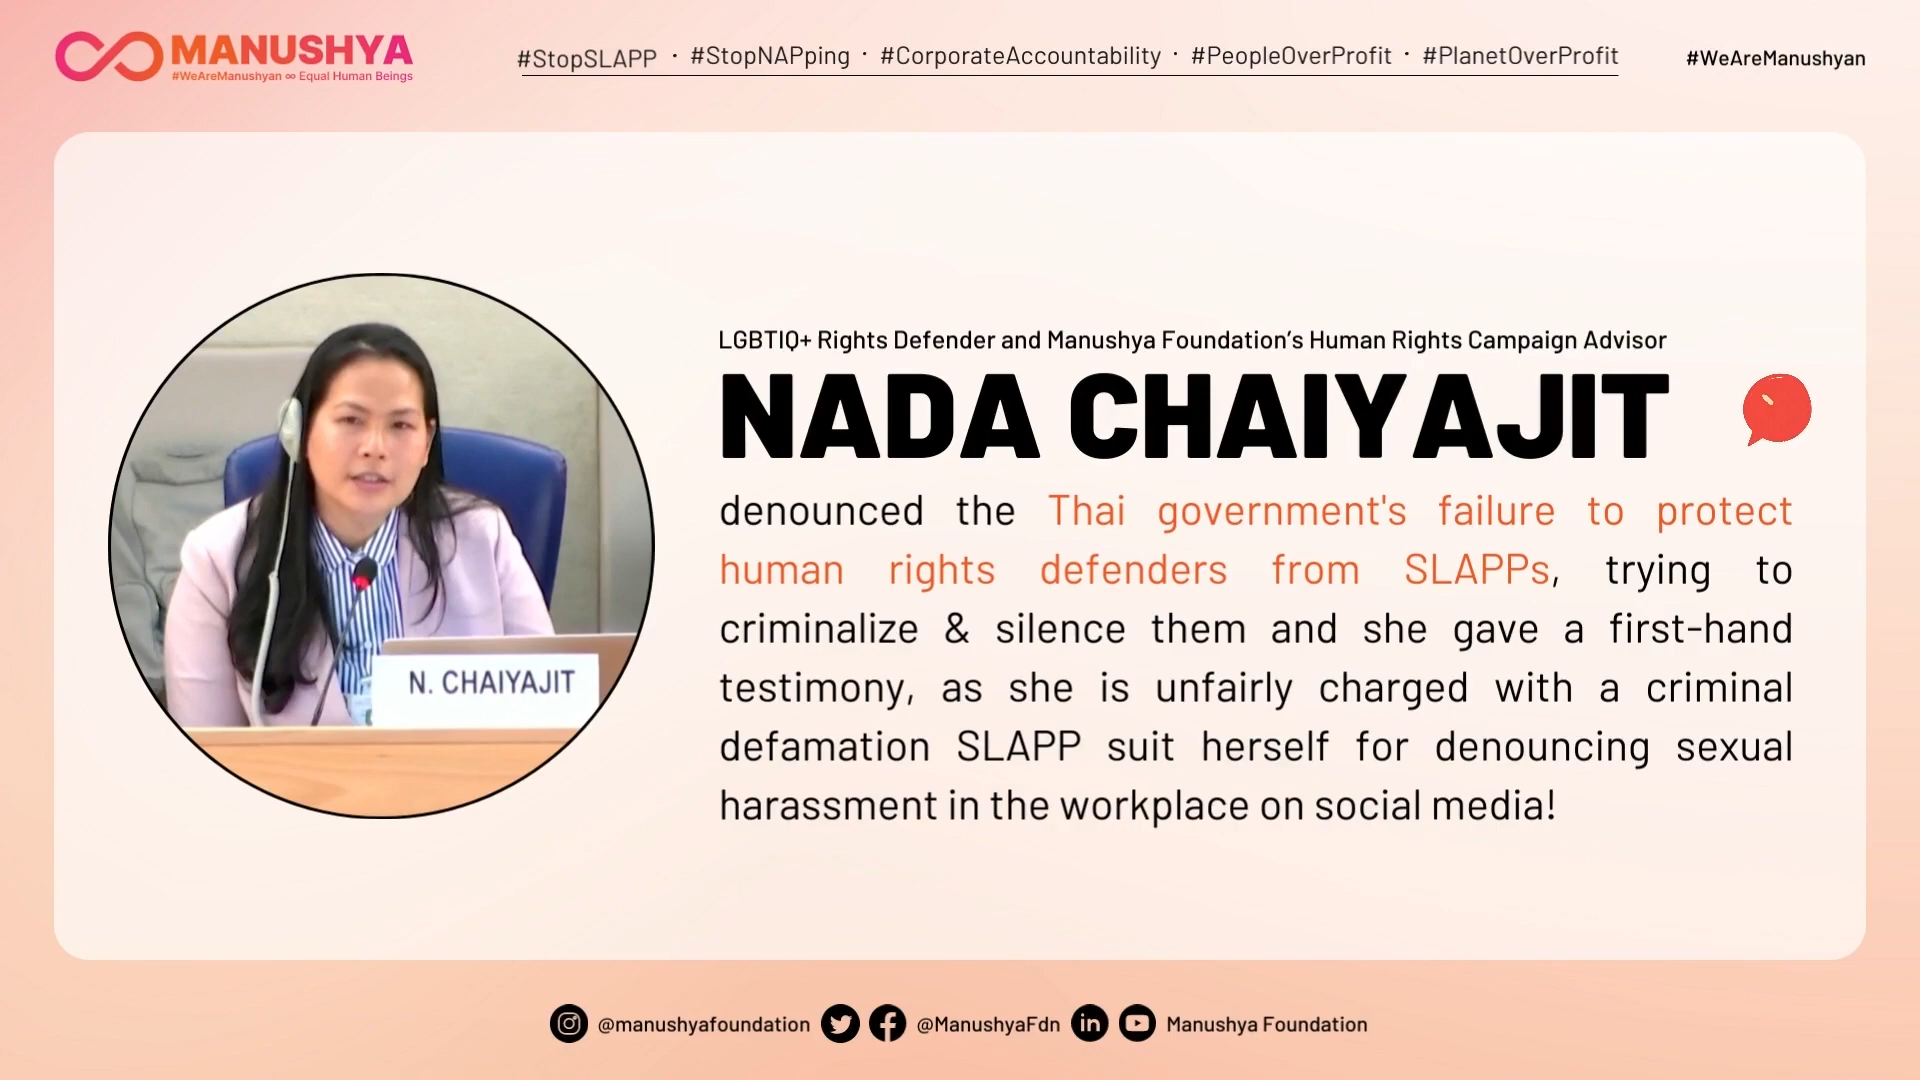 MANUSHYA
#WeAreManushyan ∞ Equal Human Beings
#StopSLAPP · #StopNAPping · #CorporateAccountability · #PeopleOverProfit · #PlanetOverProfit
#WeAreManushyan
LGBTIQ+ Rights Defender and Manushya Foundation’s Human Rights Campaign Advisor
NADA CHAIYAJIT
denounced the Thai government's failure to protect
human rights defenders from SLAPPs, trying to
criminalize & silence them and she gave a first-hand
testimony, as she is unfairly charged with a criminal
defamation SLAPP suit herself for denouncing sexual
harassment in the workplace on social media!
N. CHAIYAJIT
@manushyafoundation @ManushyaFdn in Manushya Foundation